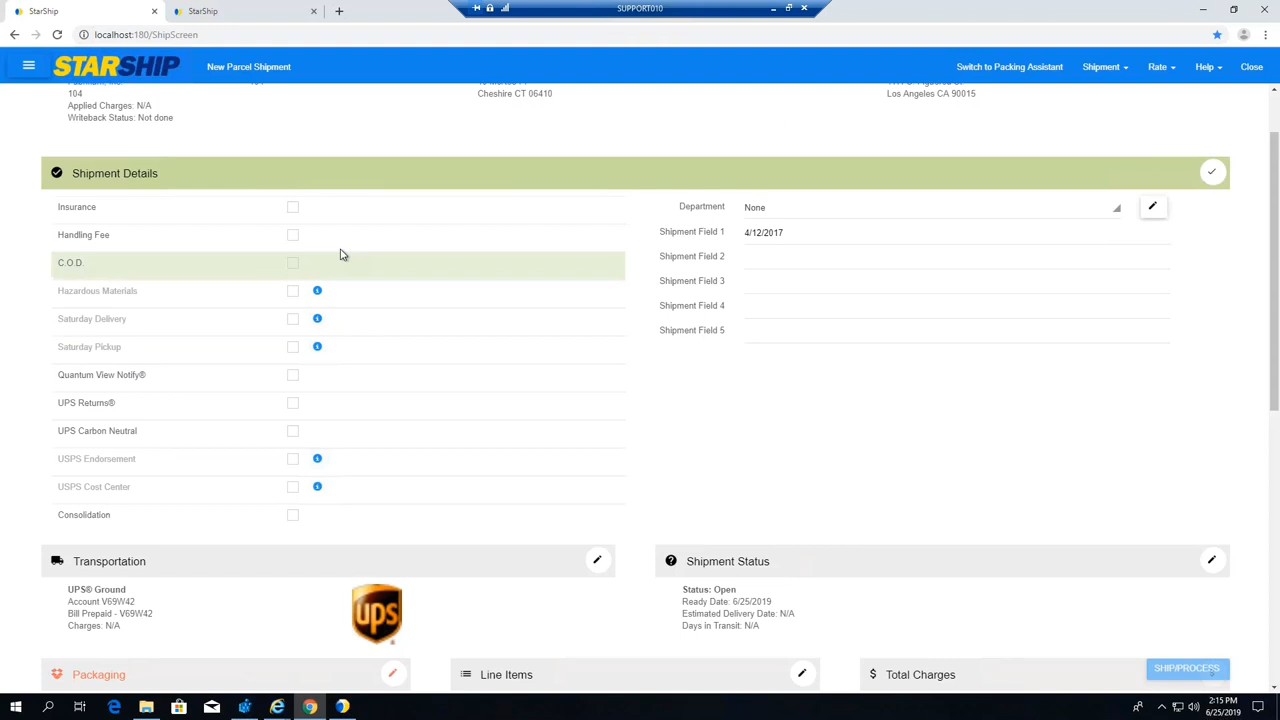 StarShip
StarShip
SUPPORT010
localhost:180/ShipScreen
STARSHIP
New Parcel Shipment
Switch to Packing Assistant
Shipment
Rate
Help
Close
104
Applied Charges: N/A
Writeback Status: Not done
Cheshire CT 06410
Los Angeles CA 90015
Shipment Details
Insurance
Handling Fee
C.O.D.
Hazardous Materials
Saturday Delivery
Saturday Pickup
Quantum View Notify®
UPS Returns®
UPS Carbon Neutral
USPS Endorsement
USPS Cost Center
Consolidation
Department None
Shipment Field 1 4/12/2017
Shipment Field 2
Shipment Field 3
Shipment Field 4
Shipment Field 5
Transportation
UPS® Ground
Account V69W42
Bill Prepaid - V69W42
Charges: N/A
ups
Shipment Status
Status: Open
Ready Date: 6/25/2019
Estimated Delivery Date: N/A
Days in Transit: N/A
Packaging
Line Items
Total Charges
SHIP/PROCESS
2:15 PM
6/25/2019